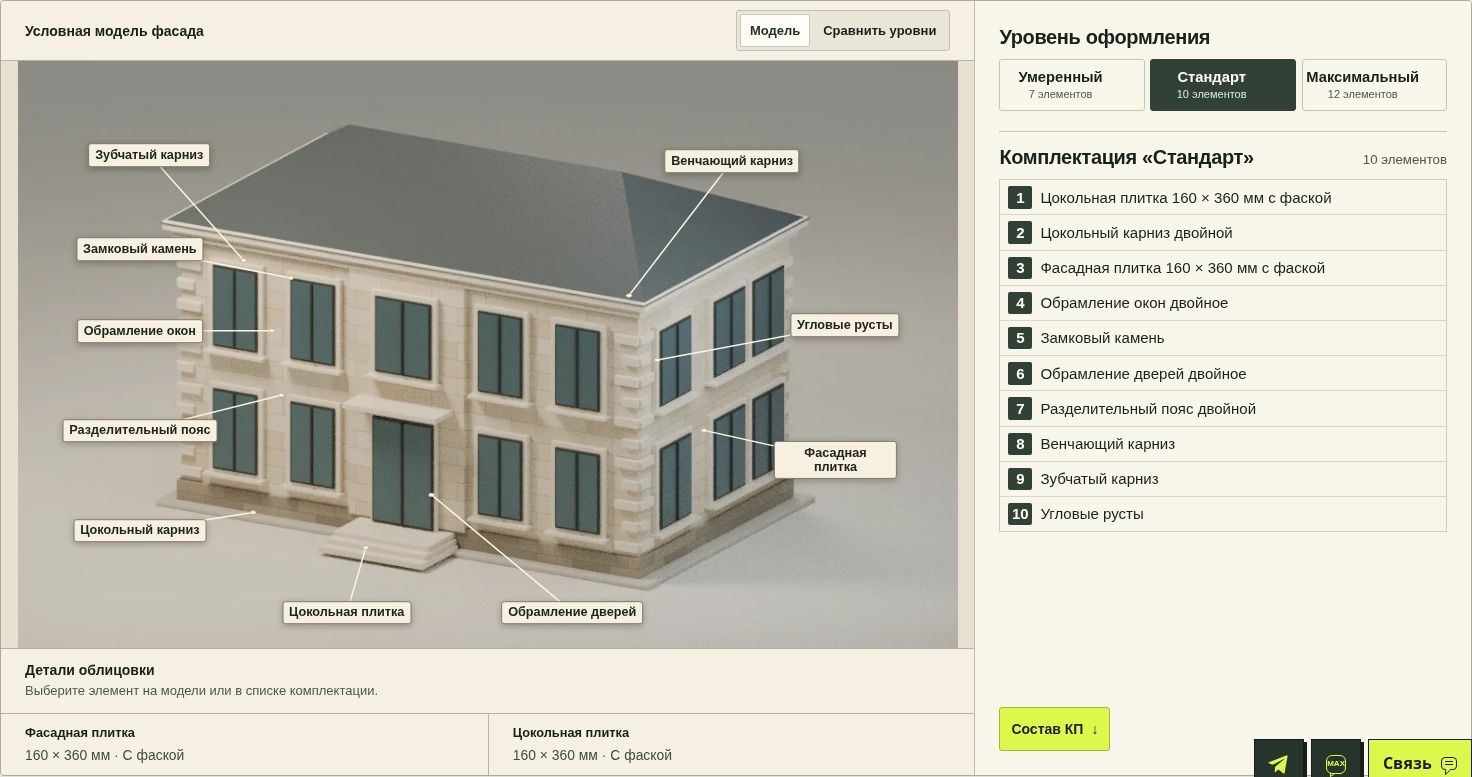 Условная модель фасада
Модель
Сравнить уровни
Зубчатый карниз
Венчающий карниз
Замковый камень
Обрамление окон
Угловые русты
Разделительный пояс
Фасадная
плитка
Цокольный карниз
Цокольная плитка
Обрамление дверей
Детали облицовки
Выберите элемент на модели или в списке комплектации.
Фасадная плитка
160 × 360 мм · С фаской
Цокольная плитка
160 × 360 мм · С фаской
Уровень оформления
Умеренный
7 элементов
Стандарт
10 элементов
Максимальный
12 элементов
Комплектация «Стандарт»
10 элементов
1 Цокольная плитка 160 × 360 мм с фаской
2 Цокольный карниз двойной
3 Фасадная плитка 160 × 360 мм с фаской
4 Обрамление окон двойное
5 Замковый камень
6 Обрамление дверей двойное
7 Разделительный пояс двойной
8 Венчающий карниз
9 Зубчатый карниз
10 Угловые русты
Состав КП ↓
MAX
Связь